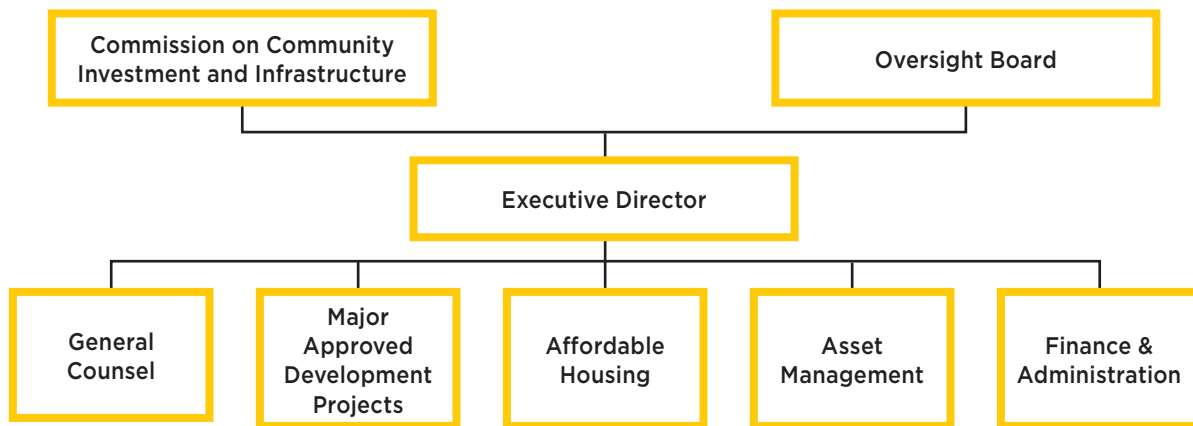 Commission on Community
Investment and Infrastructure
Oversight Board
Executive Director
General
Counsel
Major
Approved
Development
Projects
Affordable
Housing
Asset
Management
Finance &
Administration